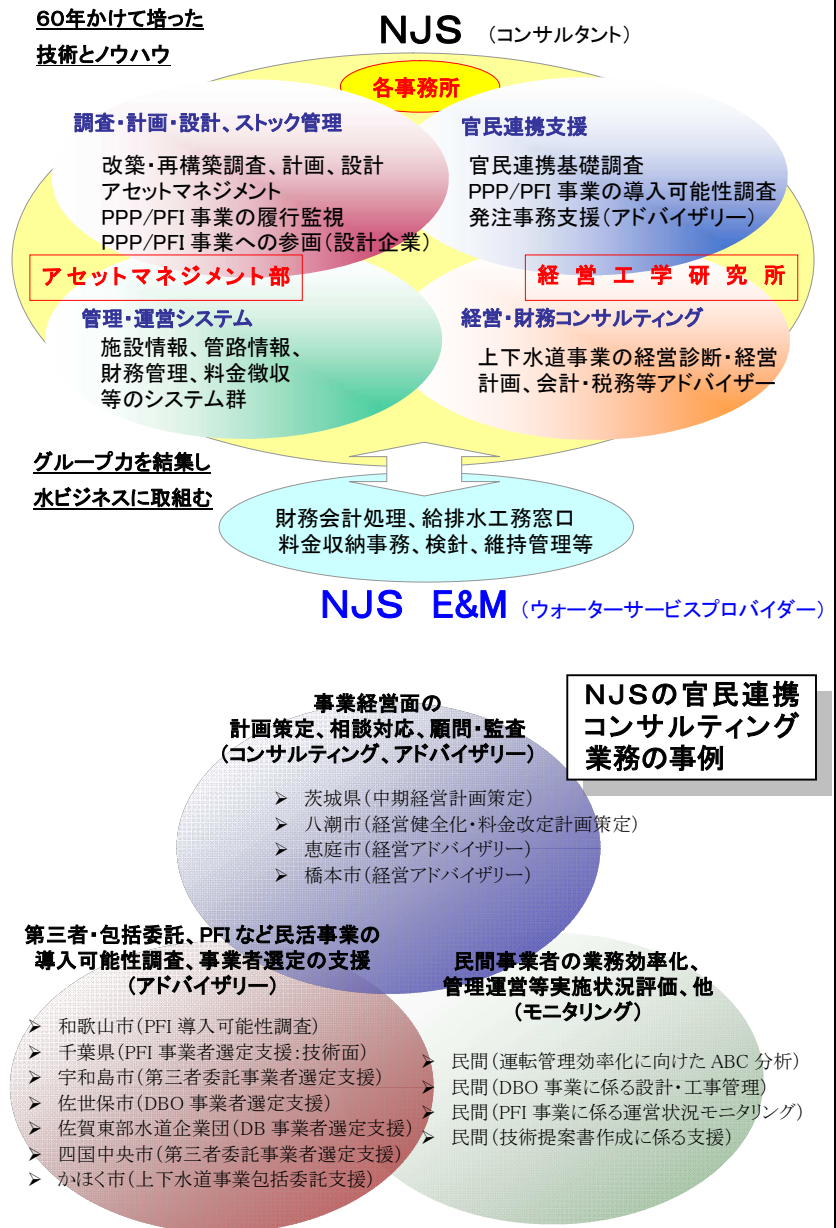 60年かけて培った
技術とノウハウ
NJS (コンサルタント)
各事務所
調査・計画・設計、ストック管理
改築・再構築調査、計画、設計
アセットマネジメント
PPP/PFI 事業の履行監視
PPP/PFI 事業への参画(設計企業)
官民連携支援
官民連携基礎調査
PPP/PFI 事業の導入可能性調査
発注事務支援(アドバイザリー)
アセットマネジメント部
経営工学研究所
管理・運営システム
施設情報、管路情報、
財務管理、料金徴収
等のシステム群
経営・財務コンサルティング
上下水道事業の経営診断・経営
計画、会計・税務等アドバイザー
グループ力を結集し
水ビジネスに取組む
財務会計処理、給排水工務窓口
料金収納事務、検針、維持管理等
NJS E&M (ウォーターサービスプロバイダー)
NJSの官民連携
コンサルティング
業務の事例
事業経営面の
計画策定、相談対応、顧問・監査
(コンサルティング、アドバイザリー)
➢ 茨城県(中期経営計画策定)
➢ 八潮市(経営健全化・料金改定計画策定)
➢ 恵庭市(経営アドバイザリー)
➢ 橋本市(経営アドバイザリー)
第三者・包括委託、PFI など民活事業の
導入可能性調査、事業者選定の支援
(アドバイザリー)
➢ 和歌山市(PFI 導入可能性調査)
➢ 千葉県(PFI 事業者選定支援:技術面)
➢ 宇和島市(第三者委託事業者選定支援)
➢ 佐世保市(DBO 事業者選定支援)
➢ 佐賀東部水道企業団(DB 事業者選定支援)
➢ 四国中央市(第三者委託事業者選定支援)
➢ かほく市(上下水道事業包括委託支援)
民間事業者の業務効率化、
管理運営等実施状況評価、他
(モニタリング)
➢ 民間(運転管理効率化に向けた ABC 分析)
➢ 民間(DBO 事業に係る設計・工事管理)
➢ 民間(PFI 事業に係る運営状況モニタリング)
➢ 民間(技術提案書作成に係る支援)